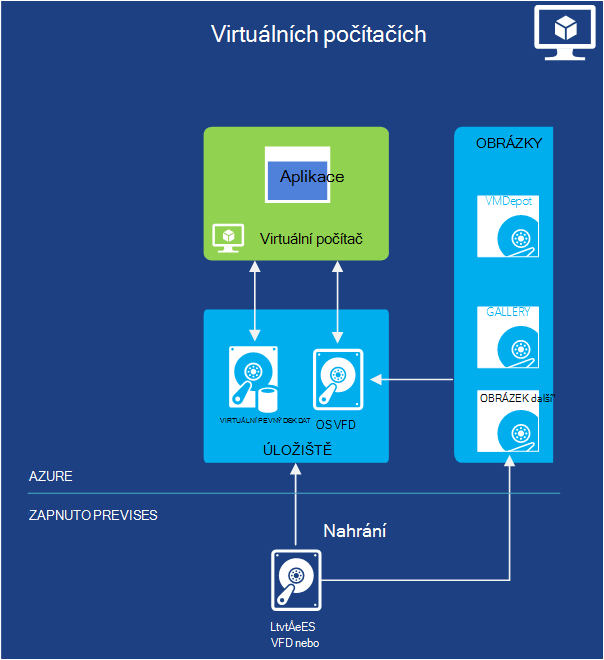 Virtuálních počítačích
Aplikace
Virtuální počítač
OBRÁZKY
VMDepot
GALLERY
OBRÁZEK další"
VIRTUÁLNÍ PEVNÝ DISK DAT
OS VFD
ÚLOŽIŠTĚ
AZURE
ZAPNUTO PREVISES
Nahrání
LtvtÅeES
VFD nebo